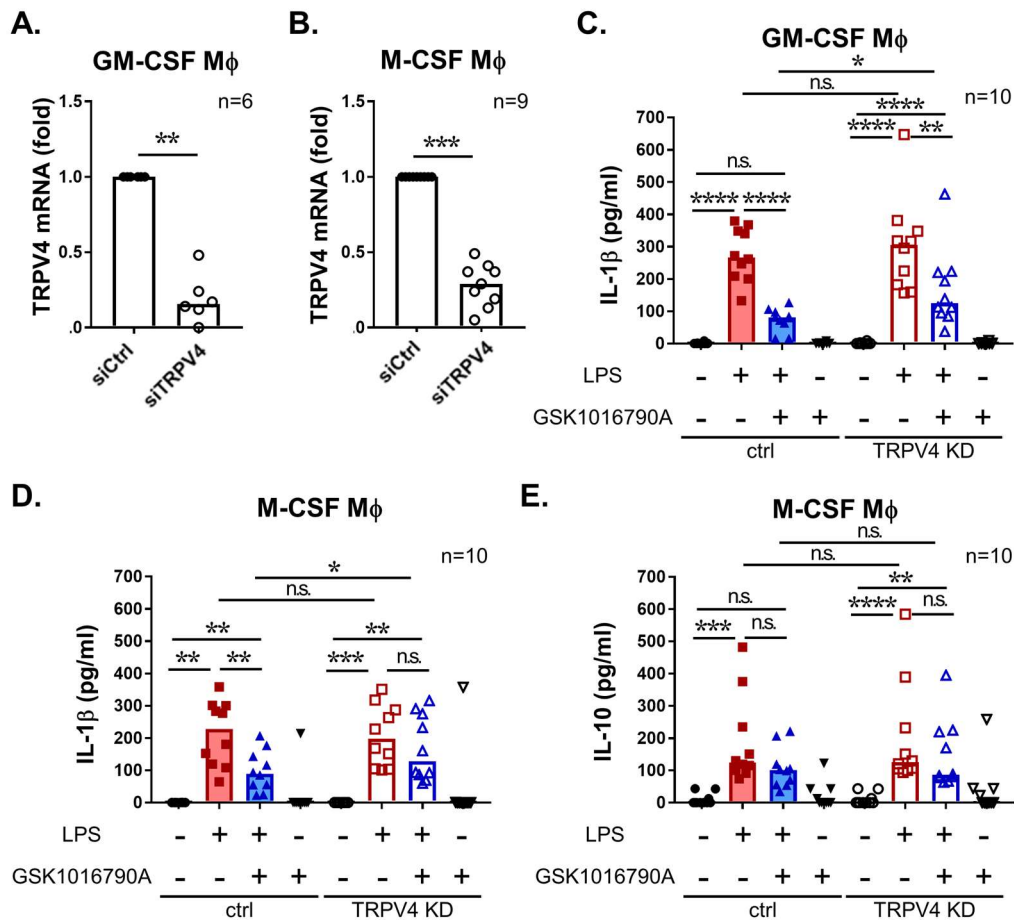 A.
GM-CSF Mϕ
n=6
TRPV4 mRNA (fold)
1.5
1.0
0.5
.0
**
siCtrl
siTRPV4
B.
M-CSF Mϕ
n=9
TRPV4 mRNA (fold)
1.5
1.0
0.5
.0
***
siCtrl
siTRPV4
C.
GM-CSF Mϕ
n=10
*
n.s.
****
**** **
n.s.
**** ****
IL-1β (pg/ml)
700
600
500
400
300
200
100
0
LPS - + + - - + + -
GSK1016790A - - + + - - + +
ctrl TRPV4 KD
D.
M-CSF Mϕ
n=10
*
n.s.
** **
** ** *** n.s.
IL-1β (pg/ml)
700
600
500
400
300
200
100
0
LPS - + + - - + + -
GSK1016790A - - + + - - + +
ctrl TRPV4 KD
E.
M-CSF Mϕ
n.s.
n.s.
n=10
**
**** n.s.
n.s.
*** n.s.
IL-10 (pg/ml)
700
600
500
400
300
200
100
0
LPS - + + - - + + -
GSK1016790A - - + + - - + +
ctrl TRPV4 KD